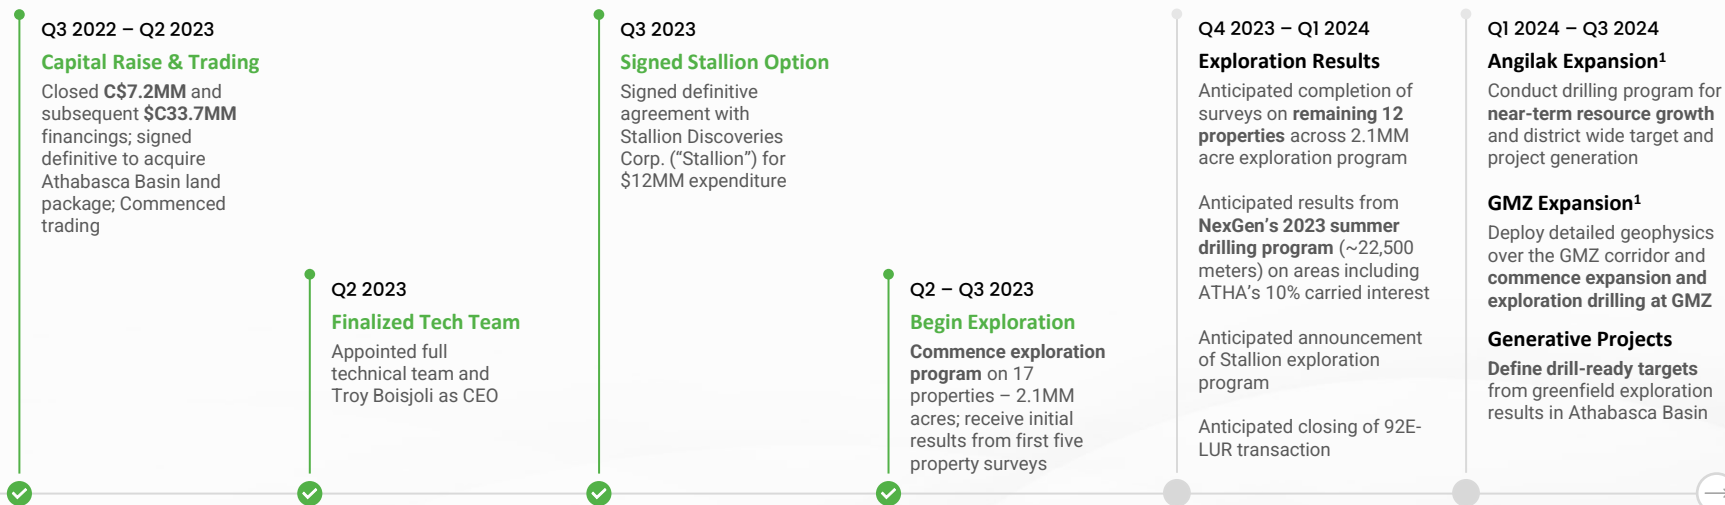 Q3 2022 – Q2 2023
Capital Raise & Trading
Closed C$7.2MM and
subsequent $C33.7MM
financings; signed
definitive to acquire
Athabasca Basin land
package; Commenced
trading
Q2 2023
Finalized Tech Team
Appointed full
technical team and
Troy Boisjoli as CEO
Q3 2023
Signed Stallion Option
Signed definitive
agreement with
Stallion Discoveries
Corp. (“Stallion”) for
$12MM expenditure
Q2 – Q3 2023
Begin Exploration
Commence exploration
program on 17
properties – 2.1MM
acres; receive initial
results from first five
property surveys
Q4 2023 – Q1 2024
Exploration Results
Anticipated completion of
surveys on remaining 12
properties across 2.1MM
acre exploration program
Anticipated results from
NexGen’s 2023 summer
drilling program (~22,500
meters) on areas including
ATHA’s 10% carried interest
Anticipated announcement
of Stallion exploration
program
Anticipated closing of 92E-
LUR transaction
Q1 2024 – Q3 2024
Angilak Expansion¹
Conduct drilling program for
near-term resource growth
and district wide target and
project generation
GMZ Expansion¹
Deploy detailed geophysics
over the GMZ corridor and
commence expansion and
exploration drilling at GMZ
Generative Projects
Define drill-ready targets
from greenfield exploration
results in Athabasca Basin